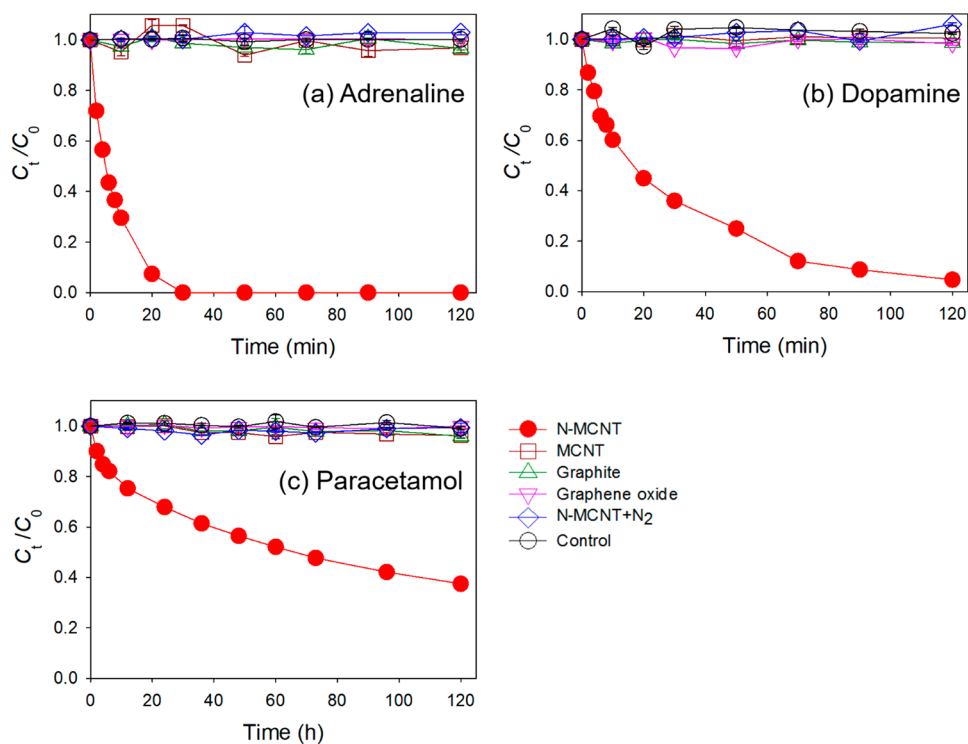 (a) Adrenaline
Ct /C0
1.0
0.8
0.6
0.4
0.2
0.0
0 20 40 60 80 100 120
Time (min)
(b) Dopamine
Ct /C0
1.0
0.8
0.6
0.4
0.2
0.0
0 20 40 60 80 100 120
Time (min)
(c) Paracetamol
Ct /C0
1.0
0.8
0.6
0.4
0.2
0.0
0 20 40 60 80 100 120
Time (h)
N-MCNT
MCNT
Graphite
Graphene oxide
N-MCNT+N2
Control